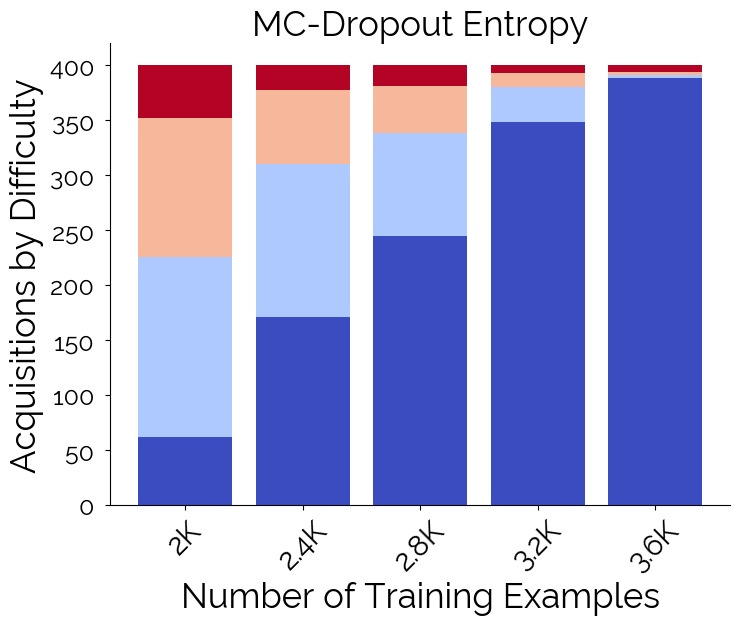 MC-Dropout Entropy
Acquisitions by Difficulty
400
350
300
250
200
150
100
50
0
2K
2.4K
2.8K
3.2K
3.6K
Number of Training Examples